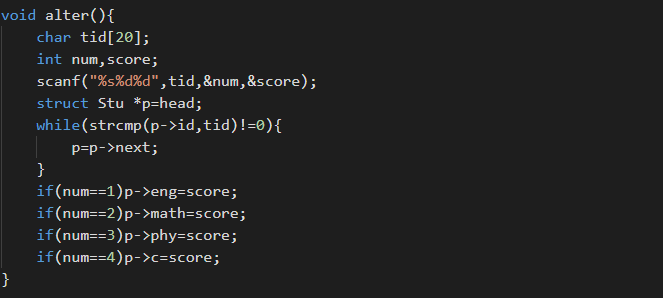 void alter(){
    char tid[20];
    int num,score;
    scanf("%s%d%d",tid,&num,&score);
    struct Stu *p=head;
    while(strcmp(p->id,tid)!=0){
        p=p->next;
    }
    if(num==1)p->eng=score;
    if(num==2)p->math=score;
    if(num==3)p->phy=score;
    if(num==4)p->c=score;
}